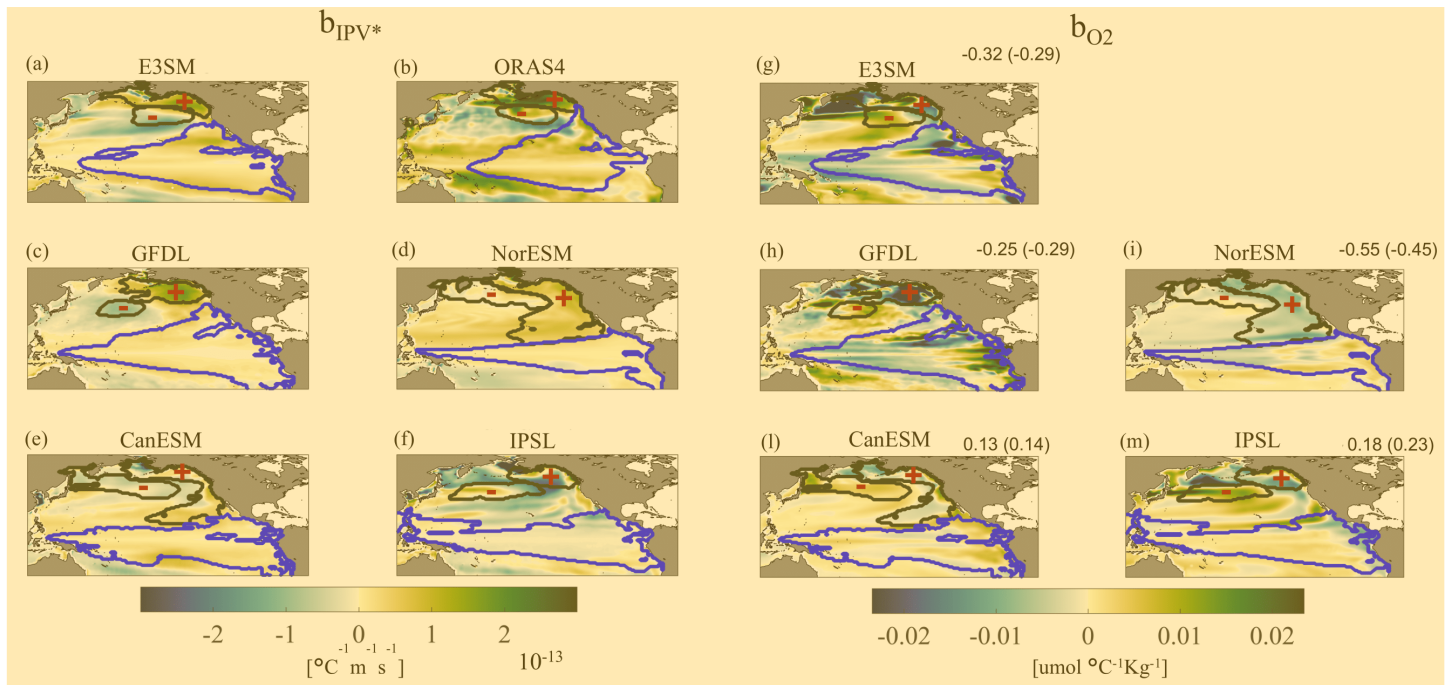 b_IPV*
b_O2
(a) E3SM
(b) ORAS4
(g) E3SM -0.32 (-0.29)
(c) GFDL
(d) NorESM
(h) GFDL -0.25 (-0.29)
(i) NorESM -0.55 (-0.45)
(e) CanESM
(f) IPSL
(l) CanESM 0.13 (0.14)
(m) IPSL 0.18 (0.23)
+ -
-2 -1 0 1 2
[°C⁻¹ m⁻¹ s⁻¹] 10⁻¹³
-0.02 -0.01 0 0.01 0.02
[umol °C⁻¹Kg⁻¹]